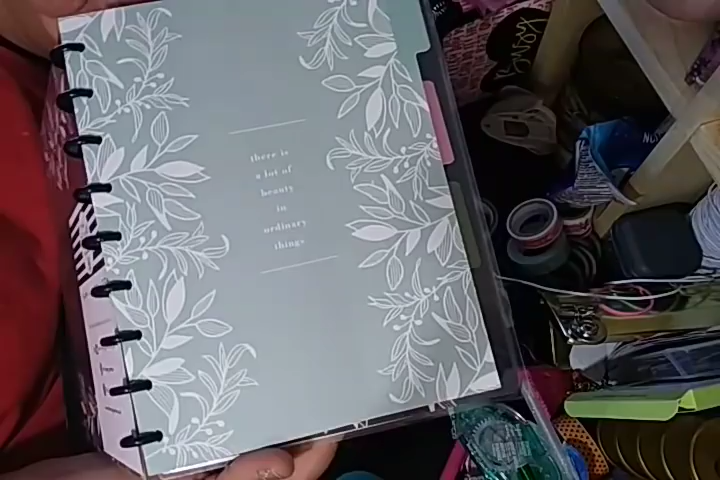 there is
a lot of
beauty
in
ordinary
things